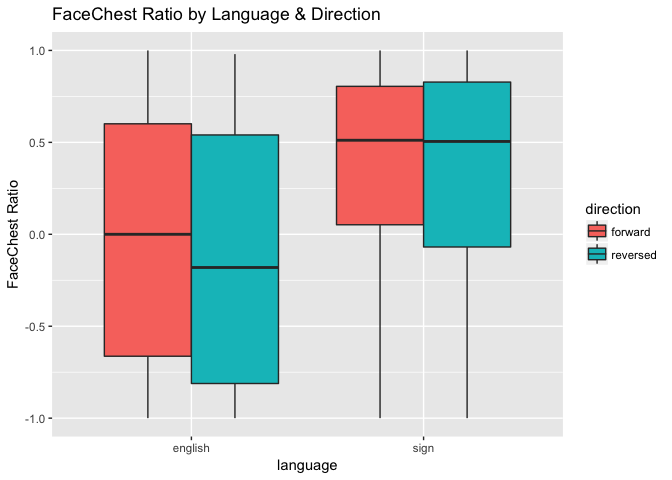 FaceChest Ratio by Language & Direction
FaceChest Ratio
1.0
0.5
0.0
-0.5
-1.0
english
sign
language
direction
forward
reversed